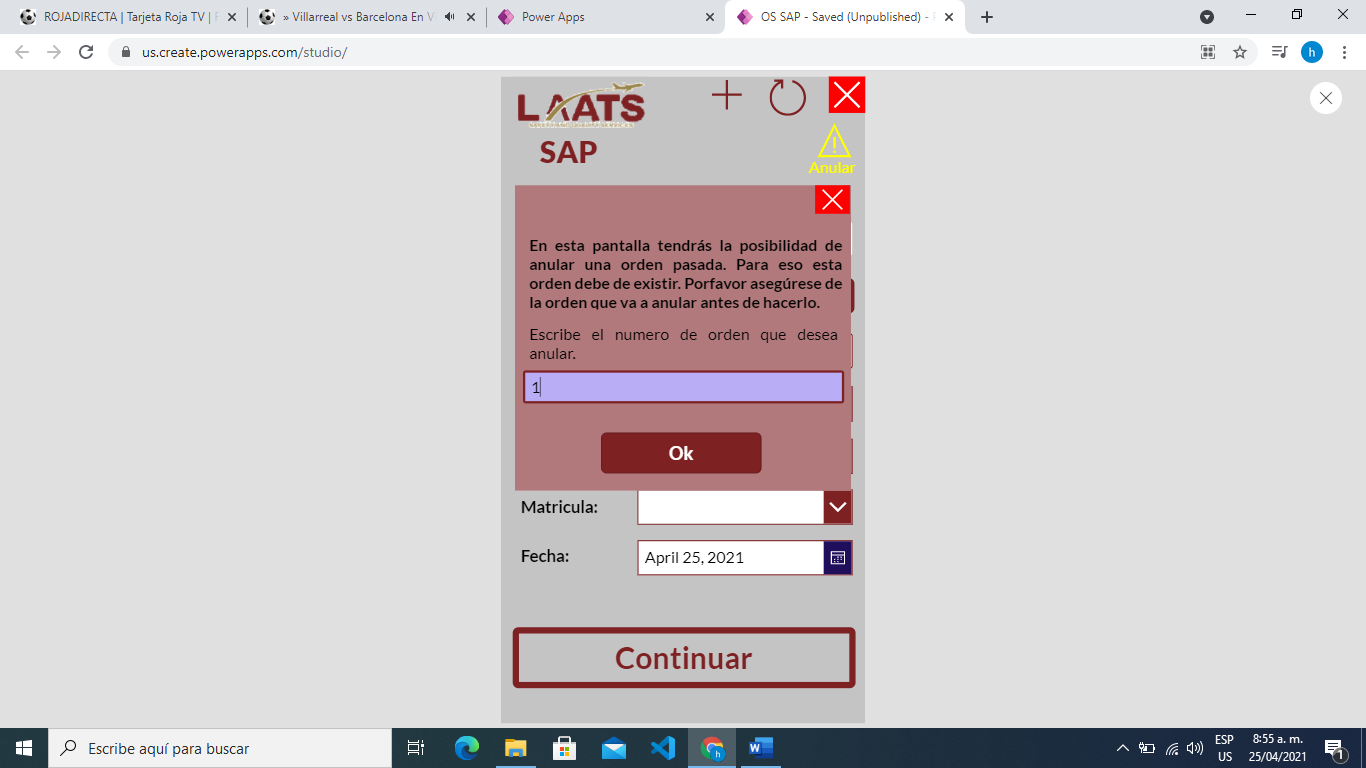 ROJADIRECTA | Tarjeta Roja TV |
» Villarreal vs Barcelona En V
Power Apps
OS SAP - Saved (Unpublished) -
us.create.powerapps.com/studio/
h
LAATS
SAP
Anular
En esta pantalla tendrás la posibilidad de
anular una orden pasada. Para eso esta
orden debe de existir. Porfavor asegúrese de
la orden que va a anular antes de hacerlo.
Escribe el numero de orden que desea
anular.
1
Ok
Matricula:
Fecha:
April 25, 2021
Continuar
Escribe aquí para buscar
h
ESP
US
8:55 a. m.
25/04/2021
1